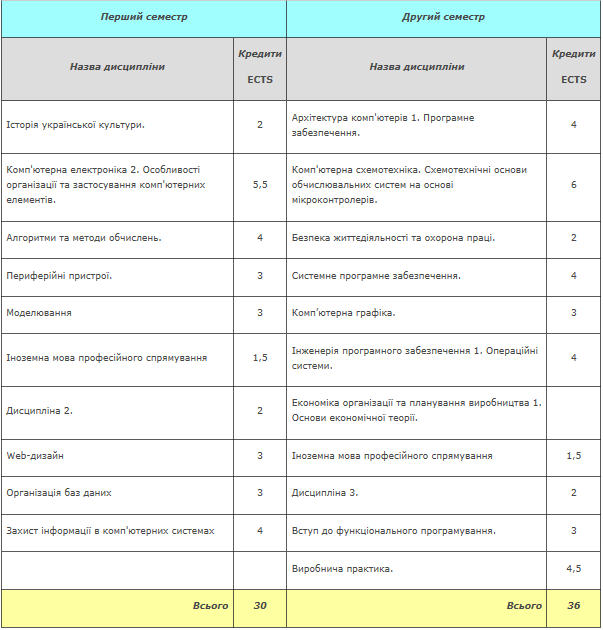 Перший семестр Другий семестр
Назва дисципліни Кредити ECTS Назва дисципліни Кредити ECTS
Історія української культури. 2 Архітектура комп'ютерів 1. Програмне
забезпечення. 4
Комп'ютерна електроніка 2. Особливості
організації та застосування комп'ютерних
елементів. 5,5 Комп'ютерна схемотехніка. Схемотехнічні основи
обчислювальних систем на основі
мікроконтролерів. 6
Алгоритми та методи обчислень. 4 Безпека життєдіяльності та охорона праці. 2
Периферійні пристрої. 3 Системне програмне забезпечення. 4
Моделювання 3 Комп'ютерна графіка. 3
Іноземна мова професійного спрямування 1,5 Інженерія програмного забезпечення 1. Операційні
системи. 4
Дисципліна 2. 2 Економіка організації та планування виробництва 1.
Основи економічної теорії.
Web-дизайн 3 Іноземна мова професійного спрямування 1,5
Організація баз даних 3 Дисципліна 3. 2
Захист інформації в комп'ютерних системах 4 Вступ до функціонального програмування. 3
Виробнича практика. 4,5
Всього 30 Всього 36